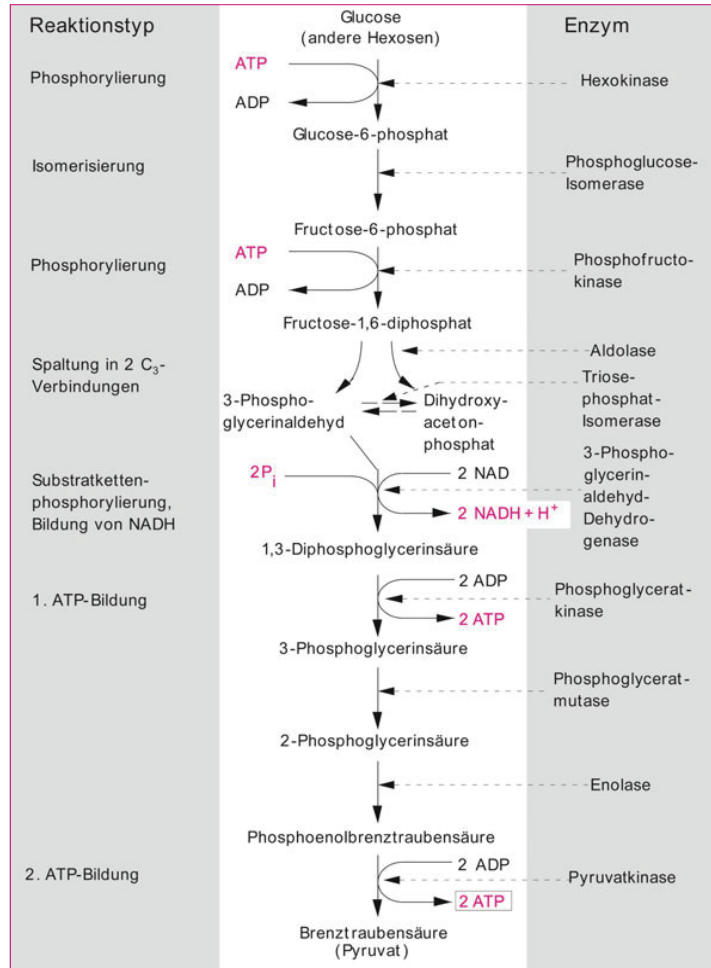 Reaktionstyp
Glucose
(andere Hexosen)
Enzym
Phosphorylierung
ATP
ADP
Hexokinase
Glucose-6-phosphat
Isomerisierung
Phosphoglucose-
Isomerase
Fructose-6-phosphat
Phosphorylierung
ATP
ADP
Phosphofructo-
kinase
Fructose-1,6-diphosphat
Aldolase
Spaltung in 2 C₃-
Verbindungen
Triose-
phosphat-
Isomerase
3-Phospho-
glycerinaldehyd
Dihydroxy-
aceton-
phosphat
Substratketten-
phosphorylierung,
Bildung von NADH
2Pᵢ
2 NAD
2 NADH + H⁺
3-Phospho-
glycerin-
aldehyd-
Dehydro-
genase
1,3-Diphosphoglycerinsäure
1. ATP-Bildung
2 ADP
2 ATP
Phosphoglycerat-
kinase
3-Phosphoglycerinsäure
Phosphoglycerat-
mutase
2-Phosphoglycerinsäure
Enolase
Phosphoenolbrenztraubensäure
2. ATP-Bildung
2 ADP
2 ATP
Pyruvatkinase
Brenztraubensäure
(Pyruvat)